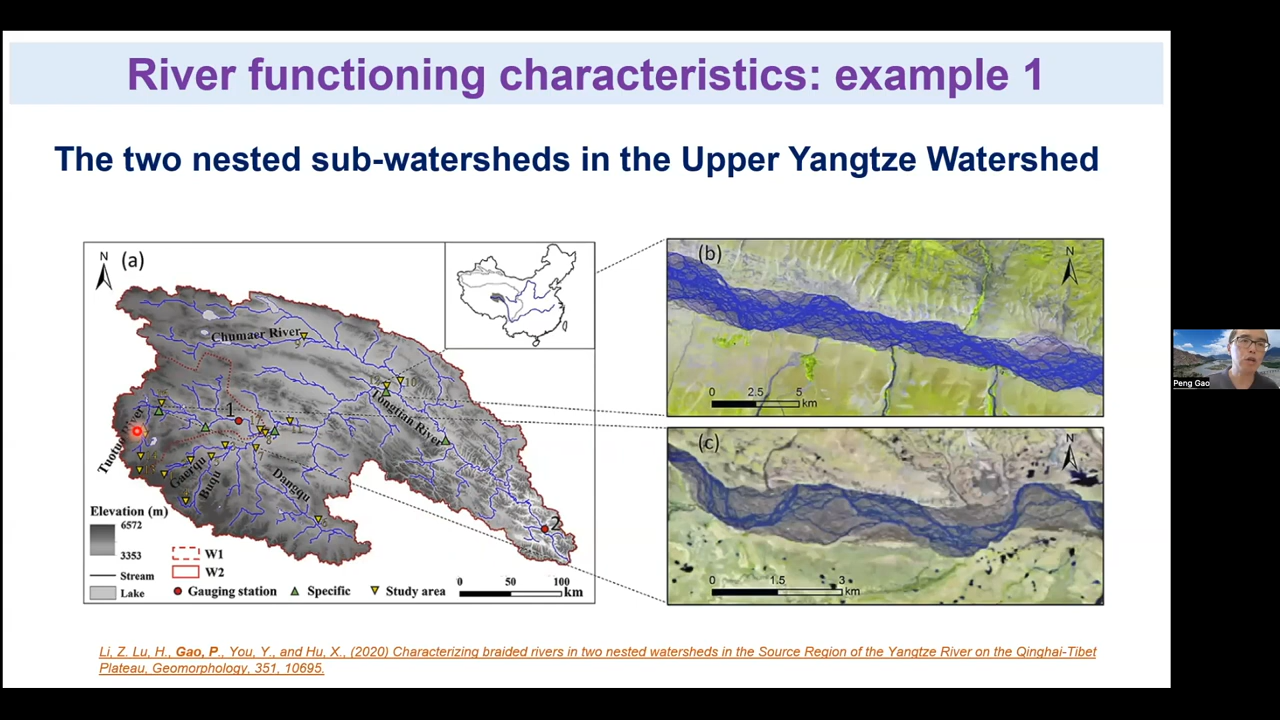 River functioning characteristics: example 1
The two nested sub-watersheds in the Upper Yangtze Watershed
N
(a)
Chumaer River
9
10
1
Tongtian River
Guerqu
Buqu
Dangqu
2
Elevation (m)
6572
3353
W1
W2
Stream
Lake
Gauging station
Specific
Study area
0 50 100
km
(b)
N
0 2.5 5
km
(c)
N
0 1.5 3
km
Peng Gao
Li, Z. Lu, H., Gao, P., You, Y., and Hu, X., (2020) Characterizing braided rivers in two nested watersheds in the Source Region of the Yangtze River on the Qinghai-Tibet
Plateau, Geomorphology, 351, 10695.